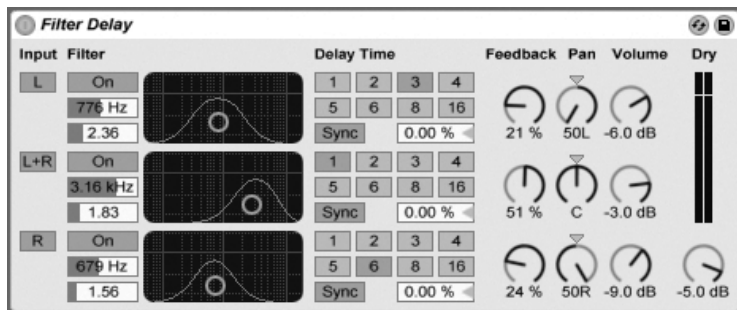 Filter Delay
Input Filter Delay Time Feedback Pan Volume Dry
L On 1 2 3 4
776 Hz 5 6 8 16
2.36 Sync 0.00 % 21 % 50L -6.0 dB
L+R On 1 2 3 4
3.16 kHz 5 6 8 16
1.83 Sync 0.00 % 51 % C -3.0 dB
R On 1 2 3 4
679 Hz 5 6 8 16
1.56 Sync 0.00 % 24 % 50R -9.0 dB -5.0 dB